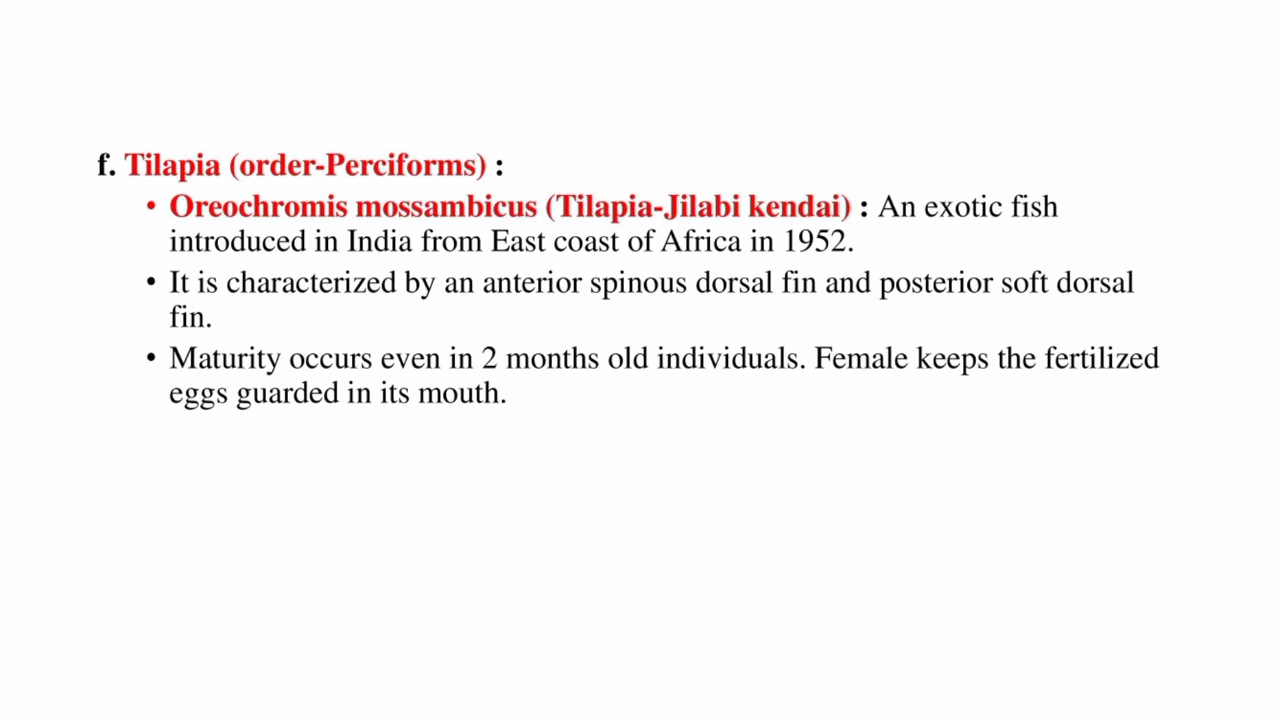 f. Tilapia (order-Perciforms) :
• Oreochromis mossambicus (Tilapia-Jilabi kendai) : An exotic fish
introduced in India from East coast of Africa in 1952.
• It is characterized by an anterior spinous dorsal fin and posterior soft dorsal
fin.
• Maturity occurs even in 2 months old individuals. Female keeps the fertilized
eggs guarded in its mouth.